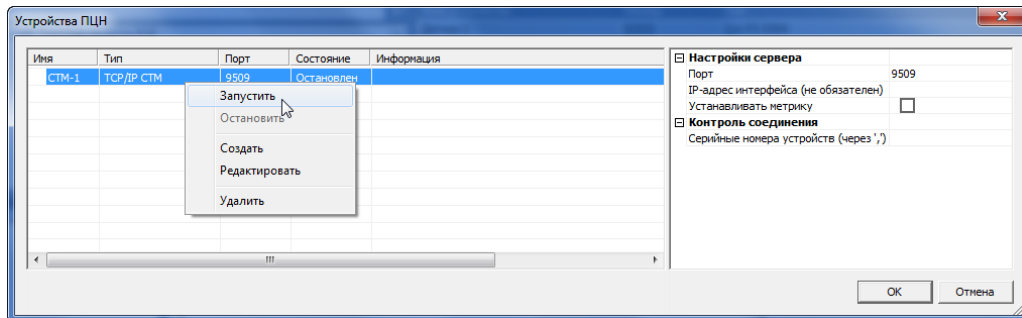 Устройства ПЦН
Имя Тип Порт Состояние Информация
СТМ-1 TCP/IP СТМ 9509 Остановлен
Запустить
Остановить
Создать
Редактировать
Удалить
Настройки сервера
Порт 9509
IP-адрес интерфейса (не обязателен)
Устанавливать метрику
Контроль соединения
Серийные номера устройств (через ',')
OK Отмена